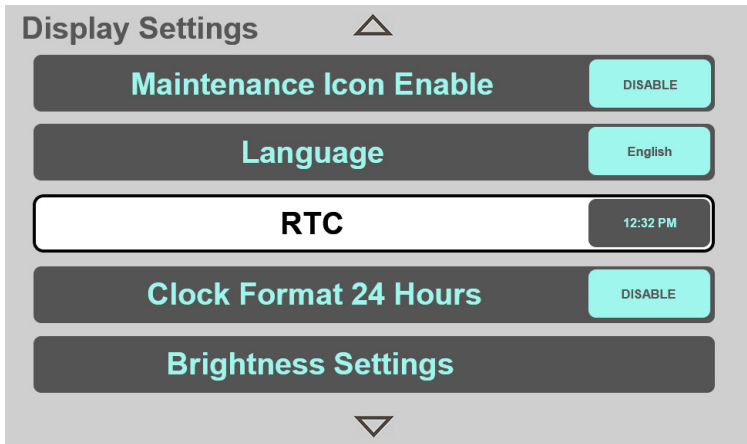 Display Settings
Maintenance Icon Enable DISABLE
Language English
RTC 12:32 PM
Clock Format 24 Hours DISABLE
Brightness Settings